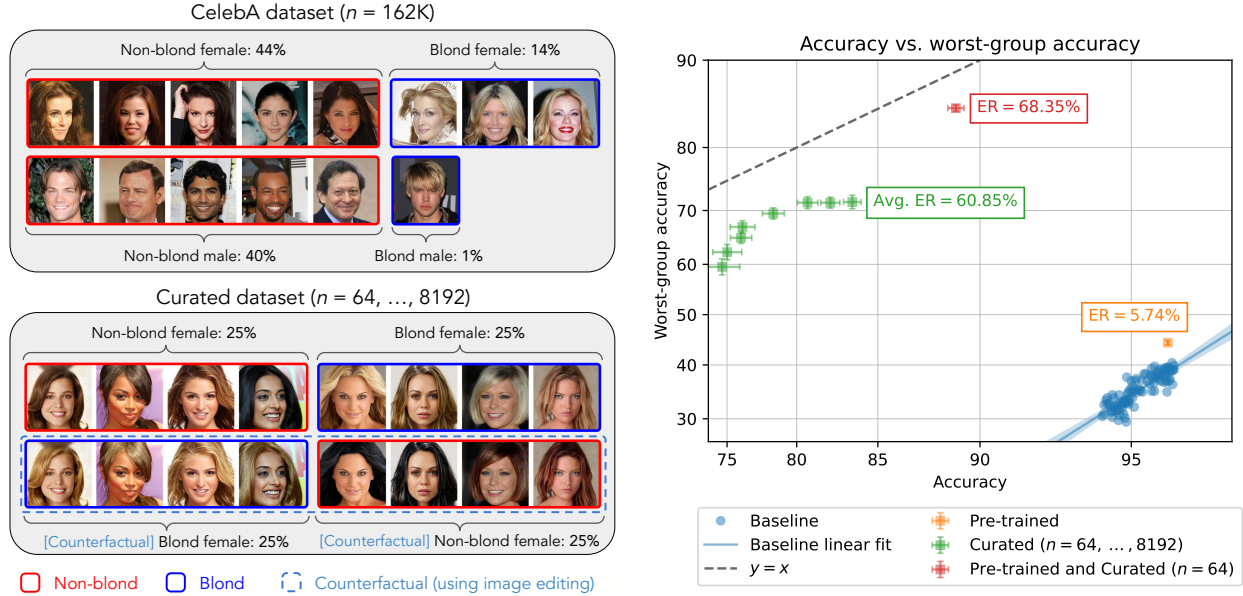 CelebA dataset (n = 162K)
Non-blond female: 44%
Blond female: 14%
Non-blond male: 40%
Blond male: 1%
Curated dataset (n = 64, ..., 8192)
Non-blond female: 25%
Blond female: 25%
[Counterfactual] Blond female: 25%
[Counterfactual] Non-blond female: 25%
Non-blond
Blond
Counterfactual (using image editing)
Accuracy vs. worst-group accuracy
Worst-group accuracy
90
80
70
60
50
40
30
ER = 68.35%
Avg. ER = 60.85%
ER = 5.74%
75
80
85
90
95
Accuracy
Baseline
Baseline linear fit
y = x
Pre-trained
Curated (n = 64, ..., 8192)
Pre-trained and Curated (n = 64)